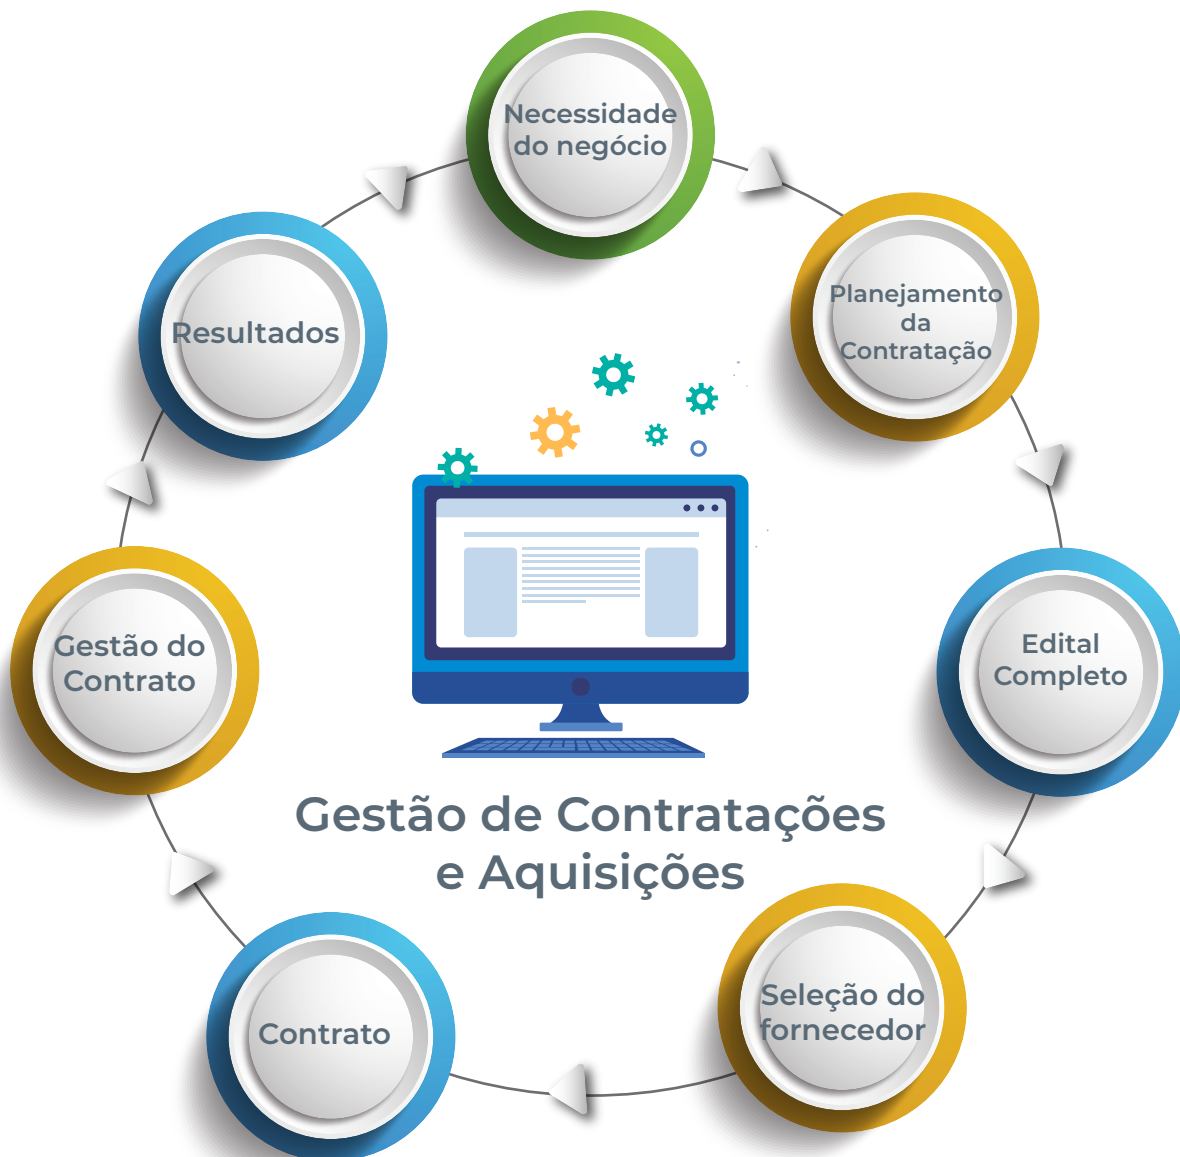 Necessidade
do negócio
Planejamento
da
Contratação
Edital
Completo
Seleção do
fornecedor
Contrato
Gestão do
Contrato
Resultados
Gestão de Contratações
e Aquisições